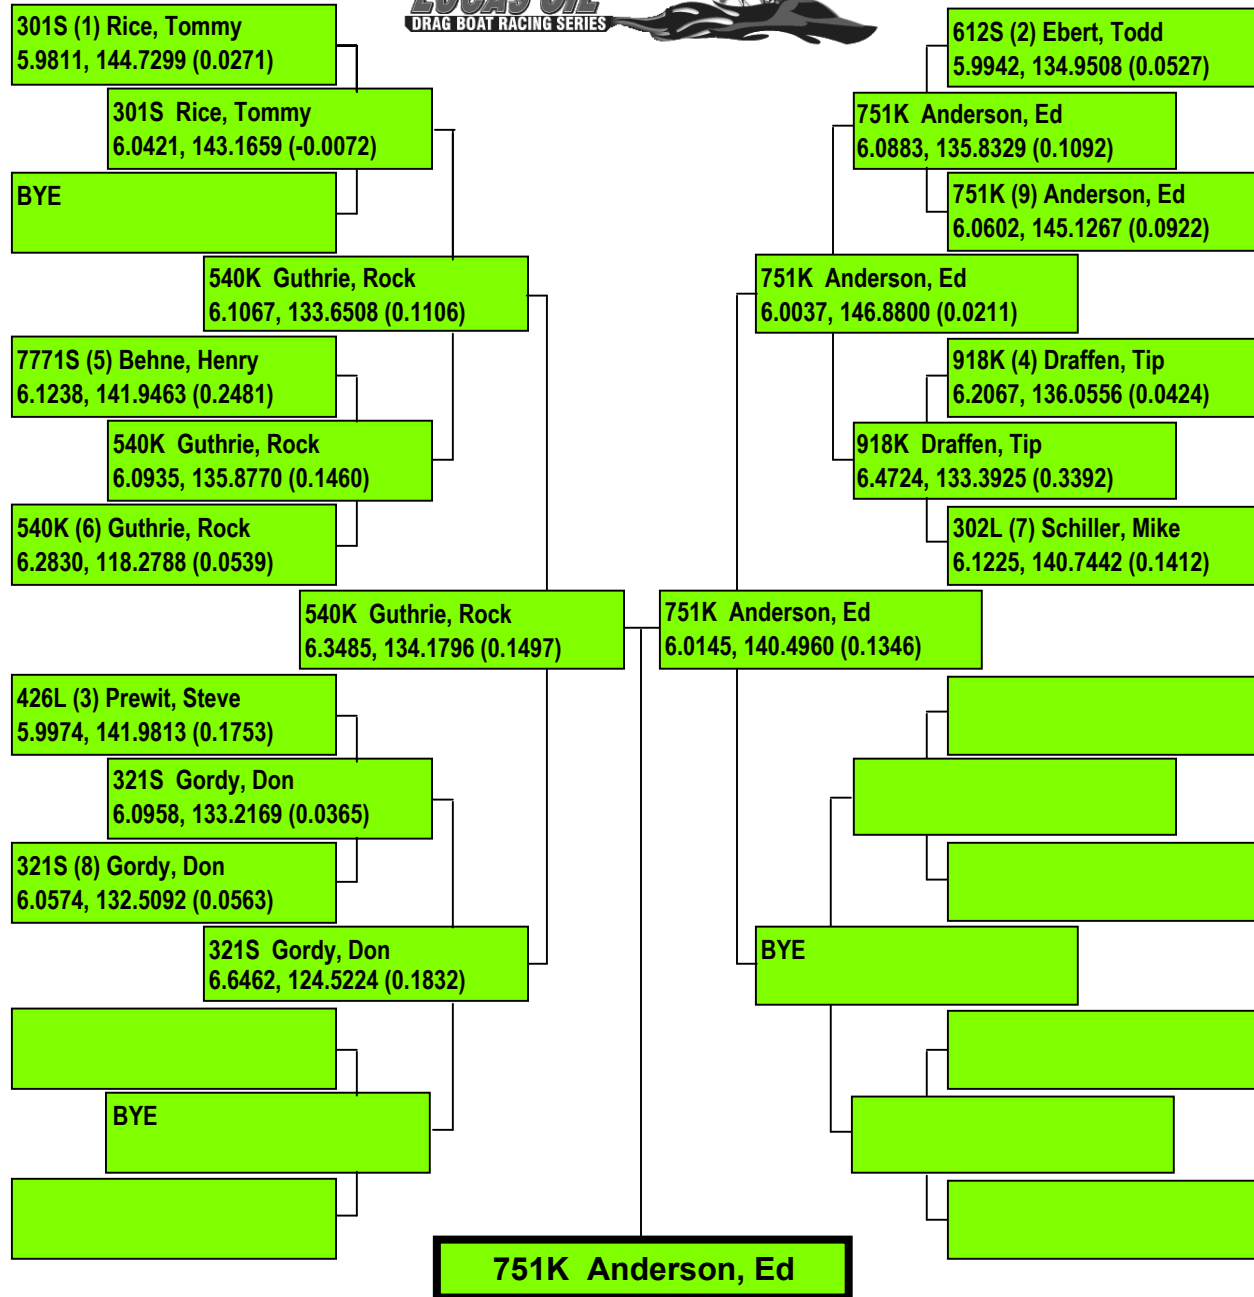 LUCAS OIL
DRAG BOAT RACING SERIES
301S (1) Rice, Tommy
5.9811, 144.7299 (0.0271)
301S Rice, Tommy
6.0421, 143.1659 (-0.0072)
BYE
540K Guthrie, Rock
6.1067, 133.6508 (0.1106)
7771S (5) Behne, Henry
6.1238, 141.9463 (0.2481)
540K Guthrie, Rock
6.0935, 135.8770 (0.1460)
540K (6) Guthrie, Rock
6.2830, 118.2788 (0.0539)
540K Guthrie, Rock
6.3485, 134.1796 (0.1497)
426L (3) Prewit, Steve
5.9974, 141.9813 (0.1753)
321S Gordy, Don
6.0958, 133.2169 (0.0365)
321S (8) Gordy, Don
6.0574, 132.5092 (0.0563)
321S Gordy, Don
6.6462, 124.5224 (0.1832)
BYE
612S (2) Ebert, Todd
5.9942, 134.9508 (0.0527)
751K Anderson, Ed
6.0883, 135.8329 (0.1092)
751K (9) Anderson, Ed
6.0602, 145.1267 (0.0922)
751K Anderson, Ed
6.0037, 146.8800 (0.0211)
918K (4) Draffen, Tip
6.2067, 136.0556 (0.0424)
918K Draffen, Tip
6.4724, 133.3925 (0.3392)
302L (7) Schiller, Mike
6.1225, 140.7442 (0.1412)
751K Anderson, Ed
6.0145, 140.4960 (0.1346)
BYE
751K Anderson, Ed